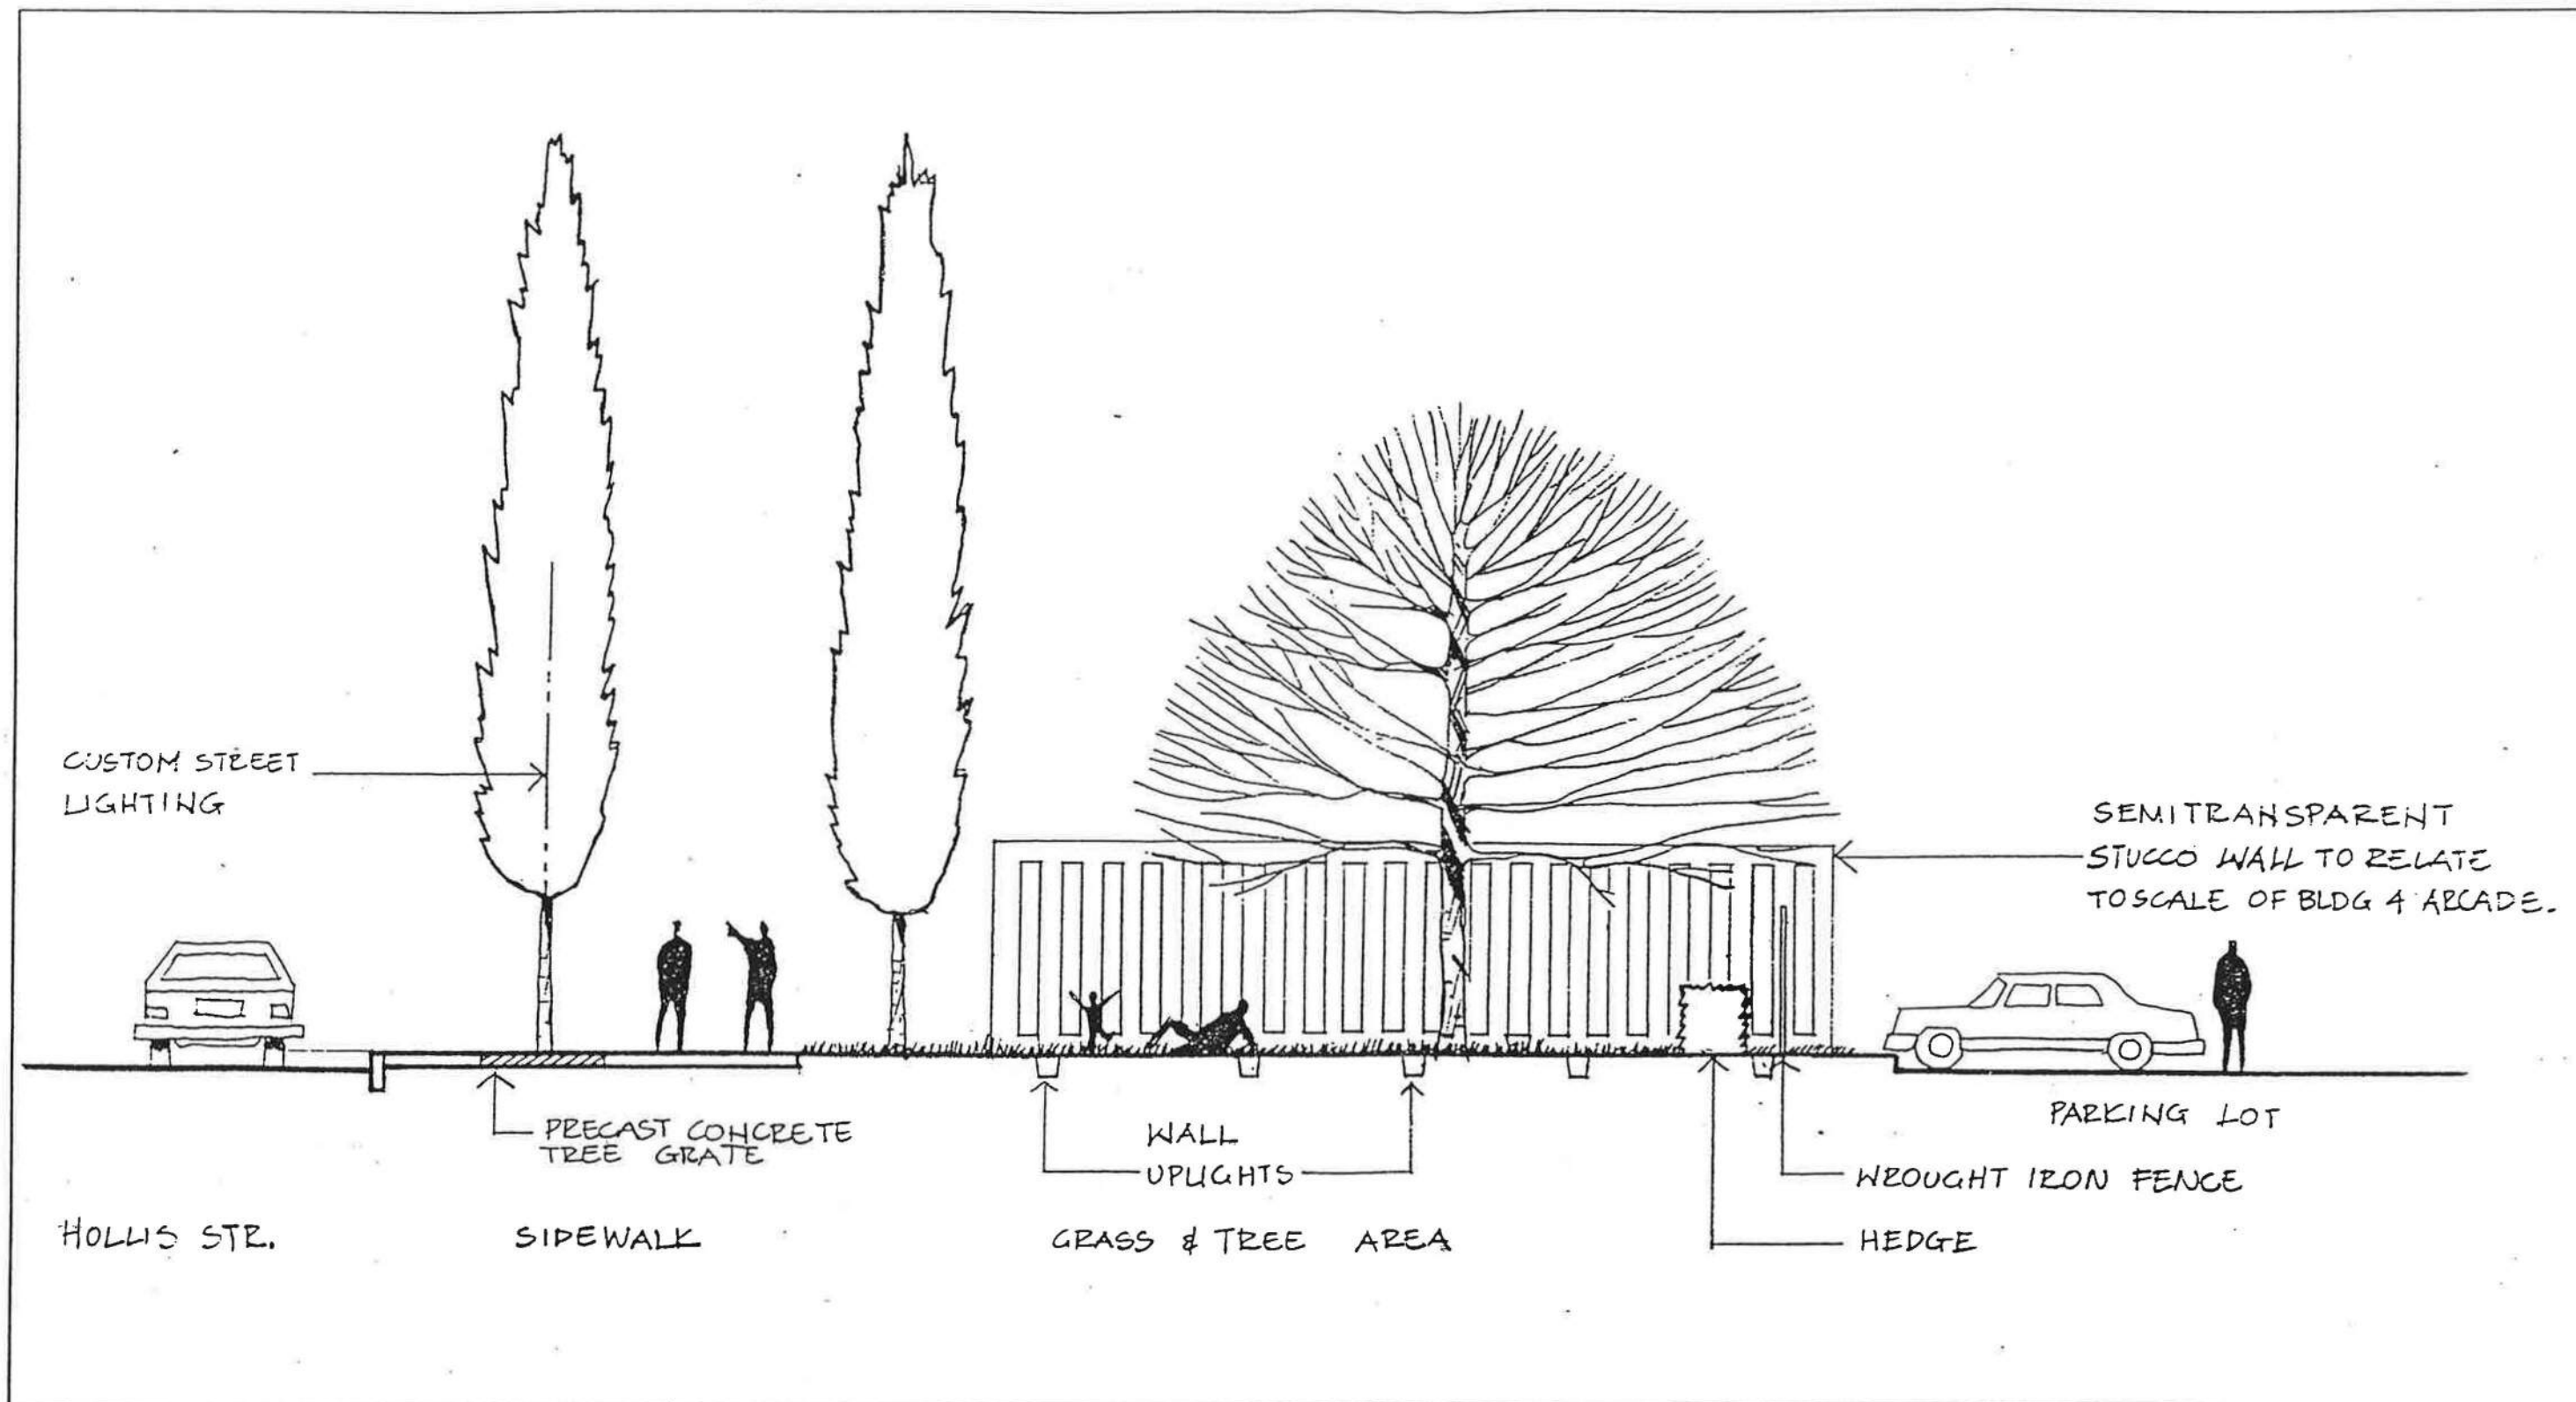 CUSTOM STREET
LIGHTING
SEMITRANSPARENT
STUCCO WALL TO RELATE
TO SCALE OF BLDG 4 ARCADE.
PRECAST CONCRETE
TREE GRATE
WALL
UPLIGHTS
PARKING LOT
WROUGHT IRON FENCE
HEDGE
HOLLIS STR.
SIDEWALK
GRASS & TREE AREA